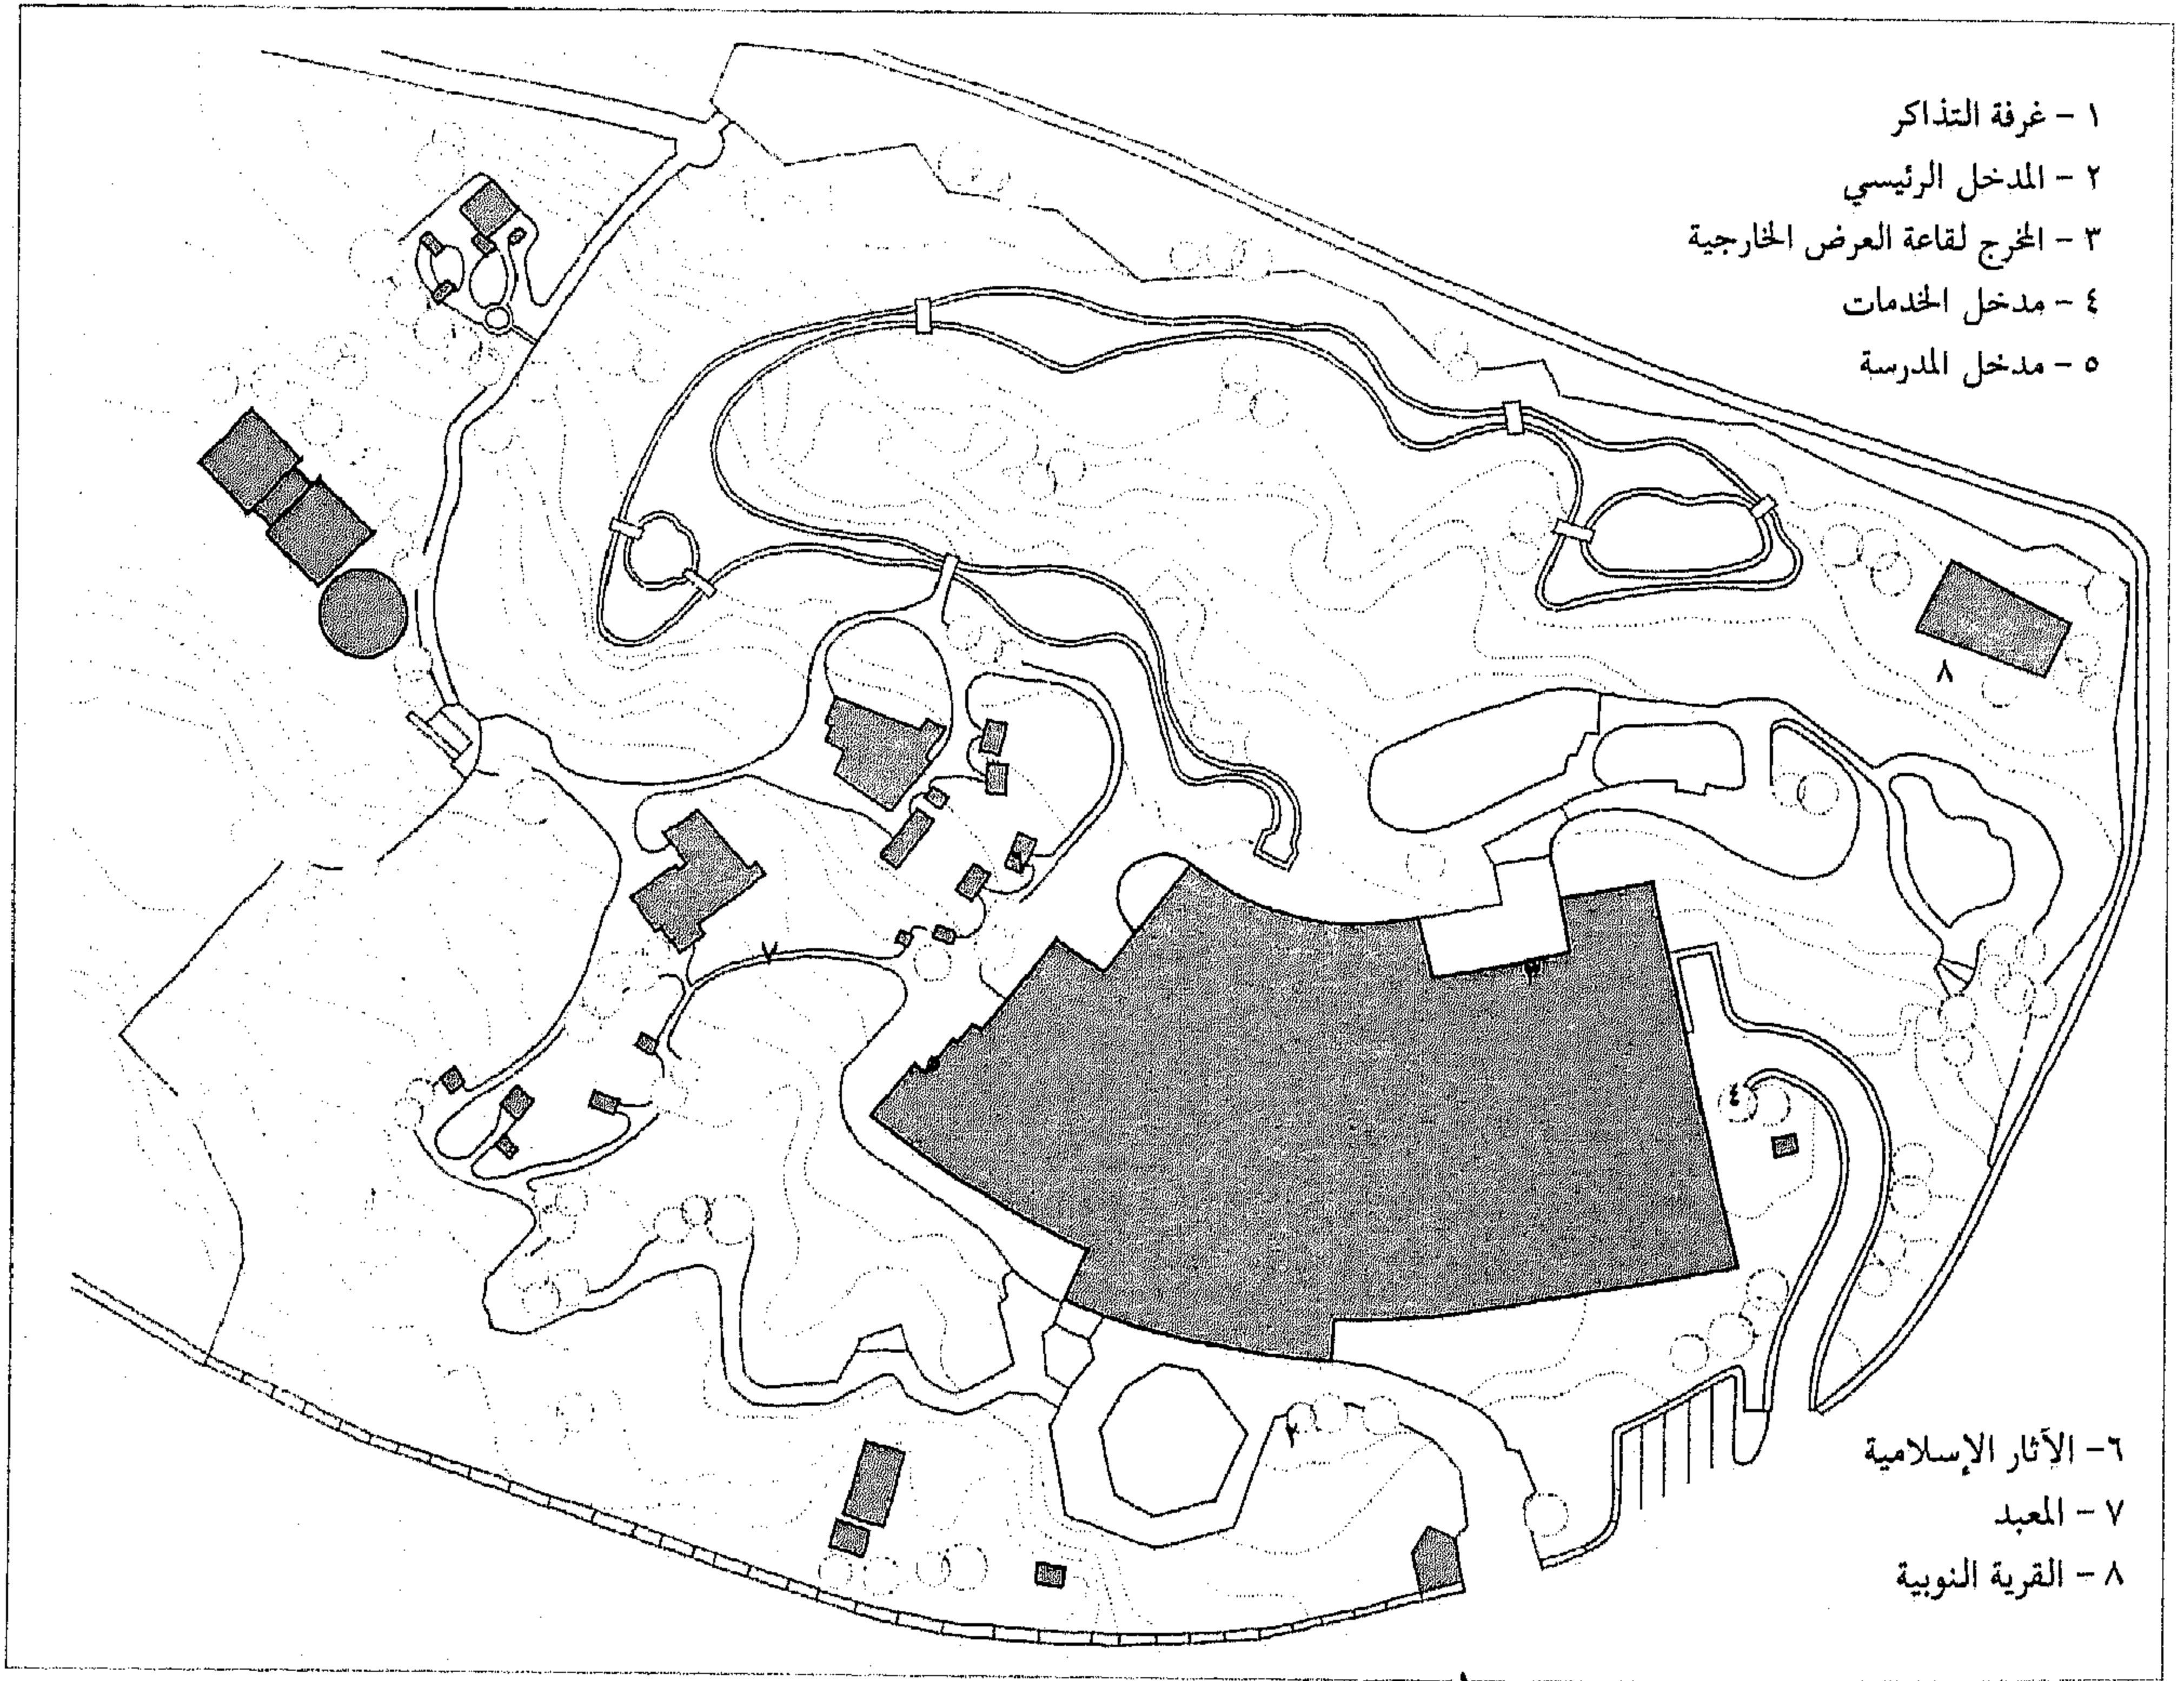 ١ - غرفة التذاكر
٢ - المدخل الرئيسي
٣ - المخرج لقاعة العرض الخارجية
٤ - مدخل الخدمات
٥ - مدخل المدرسة
٨
٧
٤
٢
٦- الآثار الإسلامية
٧ - المعبد
٨ - القرية النوبية